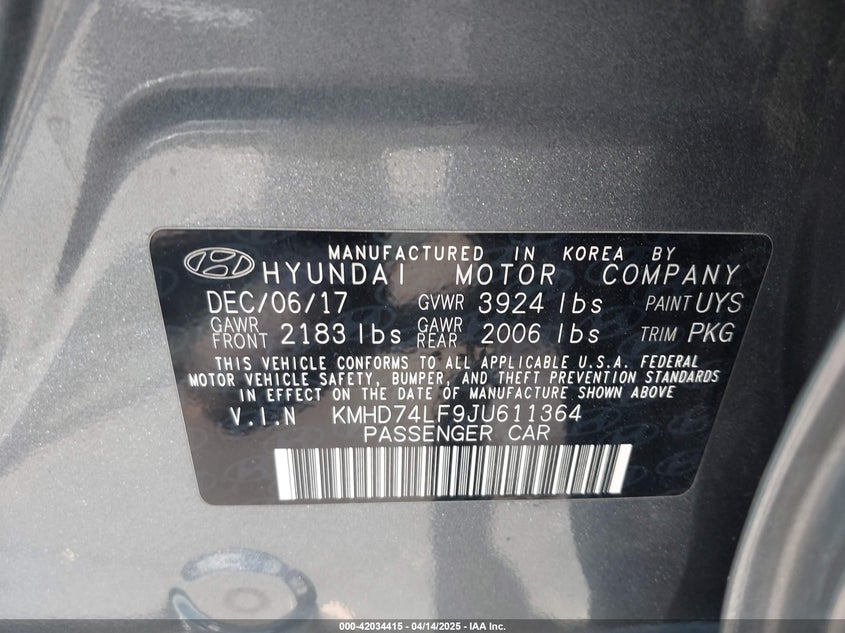 MANUFACTURED IN KOREA BY
HYUNDAI MOTOR COMPANY
DEC/06/17 GVWR 3924 lbs PAINT UYS
GAWR FRONT 2183 lbs GAWR REAR 2006 lbs TRIM PKG
THIS VEHICLE CONFORMS TO ALL APPLICABLE U.S.A. FEDERAL
MOTOR VEHICLE SAFETY, BUMPER, AND THEFT PREVENTION STANDARDS
IN EFFECT ON THE DATE OF MANUFACTURE SHOWN ABOVE
V.I.N KMHD74LF9JU611364
PASSENGER CAR
000-42034415 - 04/14/2025 - IAA Inc.